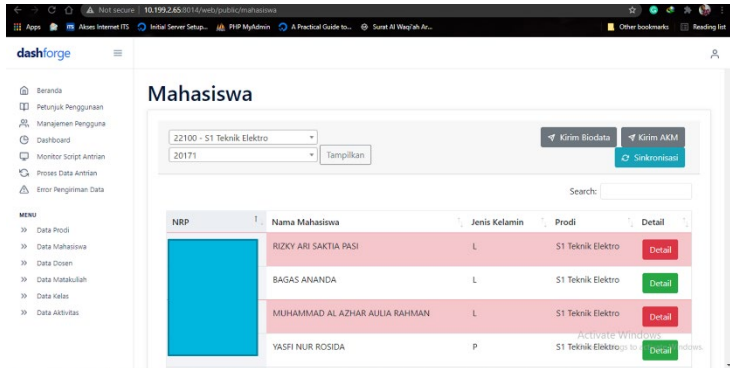 Not secure | 10.199.2.65:8014/web/public/mahasiswa
Apps
Akses Internet ITS
Initial Server Setup...
PHP MyAdmin
A Practical Guide to...
Surat Al Waqi'ah Ar...
Other bookmarks
Reading list
dashforge
Beranda
Petunjuk Penggunaan
Manajemen Pengguna
Dashboard
Monitor Script Antrian
Proses Data Antrian
Error Pengiriman Data
MENU
Data Prodi
Data Mahasiswa
Data Dosen
Data Matakuliah
Data Kelas
Data Aktivitas
Mahasiswa
22100 - S1 Teknik Elektro
20171
Tampilkan
Kirim Biodata
Kirim AKM
Sinkronisasi
Search:
NRP Nama Mahasiswa Jenis Kelamin Prodi Detail
RIZKY ARI SAKTIA PASI L S1 Teknik Elektro Detail
BAGAS ANANDA L S1 Teknik Elektro Detail
MUHAMMAD AL AZHAR AULIA RAHMAN L S1 Teknik Elektro Detail
Activate Windows
YASFI NUR ROSIDA P S1 Teknik Elektro Detail